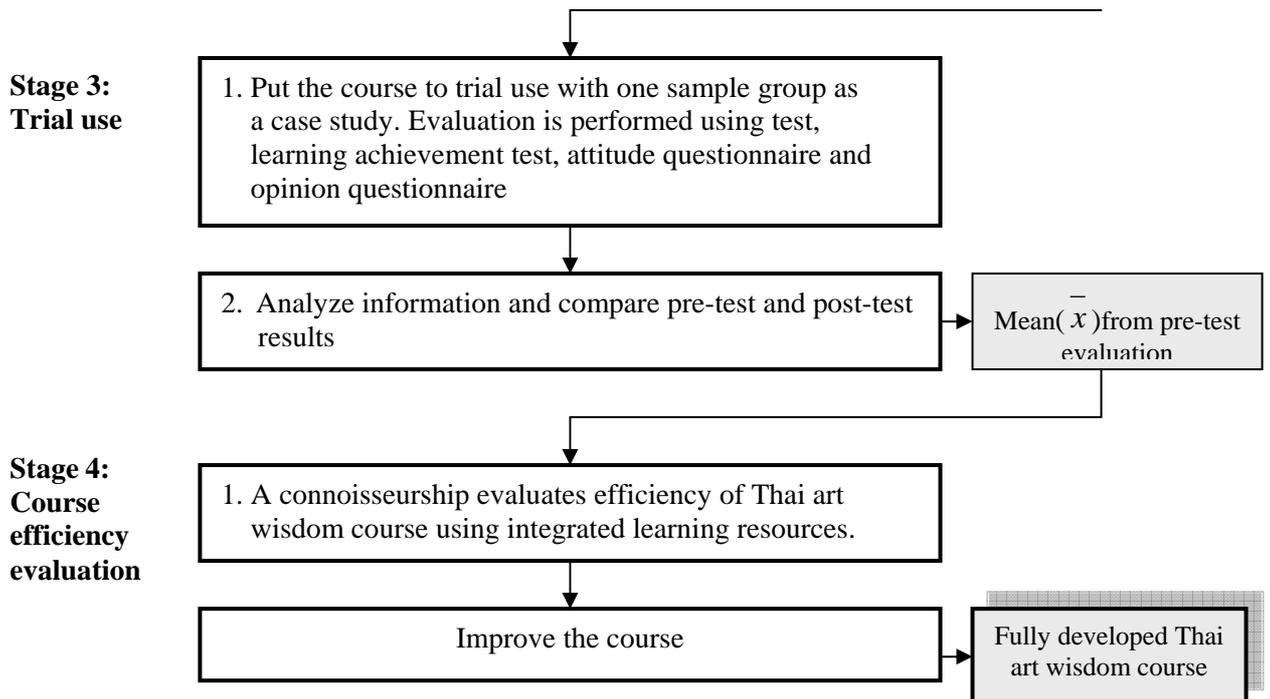 Stage 3:
Trial use
1. Put the course to trial use with one sample group as
a case study. Evaluation is performed using test,
learning achievement test, attitude questionnaire and
opinion questionnaire
2. Analyze information and compare pre-test and post-test
results
Mean( x̄ )from pre-test
evaluation
Stage 4:
Course
efficiency
evaluation
1. A connoisseurship evaluates efficiency of Thai art
wisdom course using integrated learning resources.
Improve the course
Fully developed Thai
art wisdom course